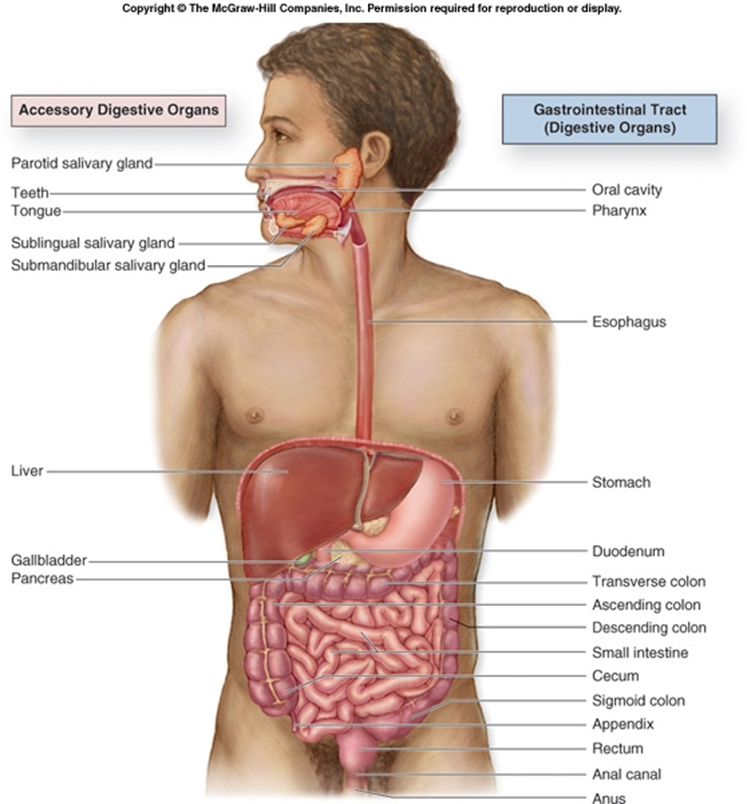 Copyright © The McGraw-Hill Companies, Inc. Permission required for reproduction or display.
Accessory Digestive Organs
Parotid salivary gland
Teeth
Tongue
Sublingual salivary gland
Submandibular salivary gland
Liver
Gallbladder
Pancreas
Gastrointestinal Tract
(Digestive Organs)
Oral cavity
Pharynx
Esophagus
Stomach
Duodenum
Transverse colon
Ascending colon
Descending colon
Small intestine
Cecum
Sigmoid colon
Appendix
Rectum
Anal canal
Anus